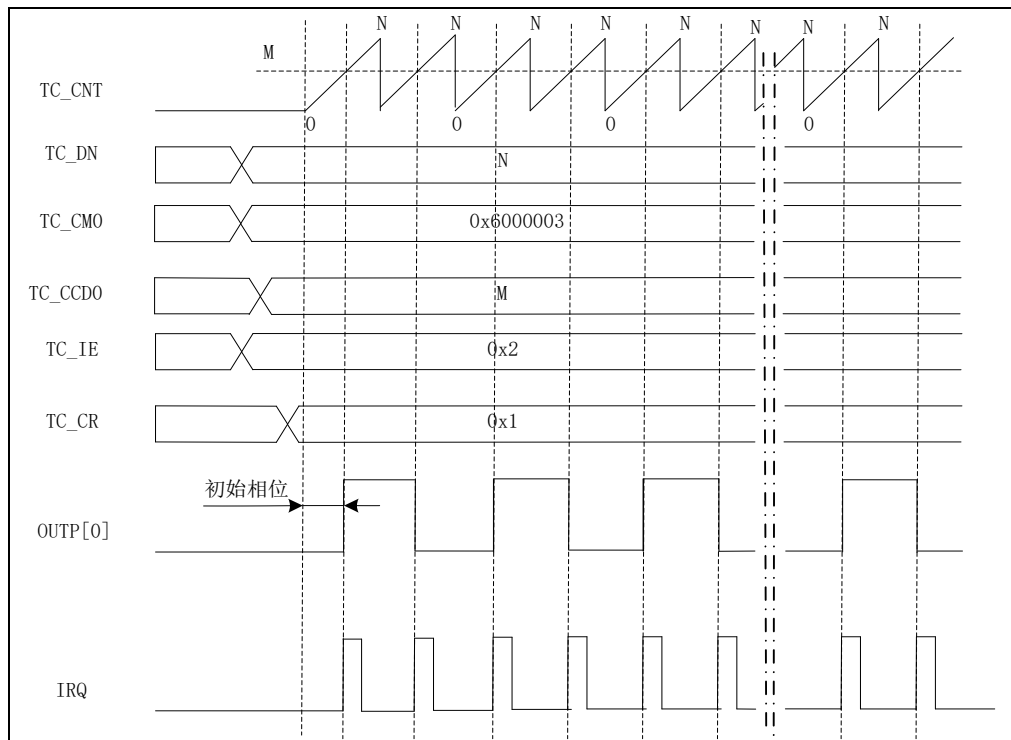 N N N N N N N N
M
TC_CNT
0 0 0 0
TC_DN
N
TC_CM0
0x6000003
TC_CCD0
M
TC_IE
0x2
TC_CR
0x1
初始相位
OUTP[0]
IRQ